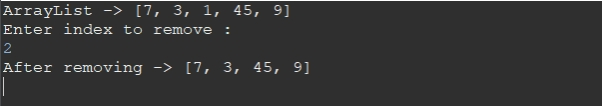 ArrayList -> [7, 3, 1, 45, 9]
Enter index to remove :
2
After removing -> [7, 3, 45, 9]